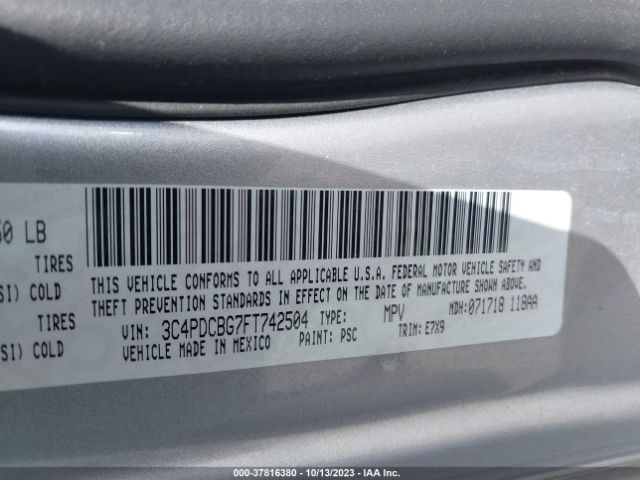 50 LB
TIRES
SI) COLD
SI) COLD
THIS VEHICLE CONFORMS TO ALL APPLICABLE U.S.A. FEDERAL MOTOR VEHICLE SAFETY AND
THEFT PREVENTION STANDARDS IN EFFECT ON THE DATE OF MANUFACTURE SHOWN ABOVE.
VIN: 3C4PDCBG7FT742504 TYPE: MPV MDH:071718 118AA
VEHICLE MADE IN MEXICO PAINT: PSC TRIM: E7X9
000-37816380 - 10/13/2023 - IAA Inc.